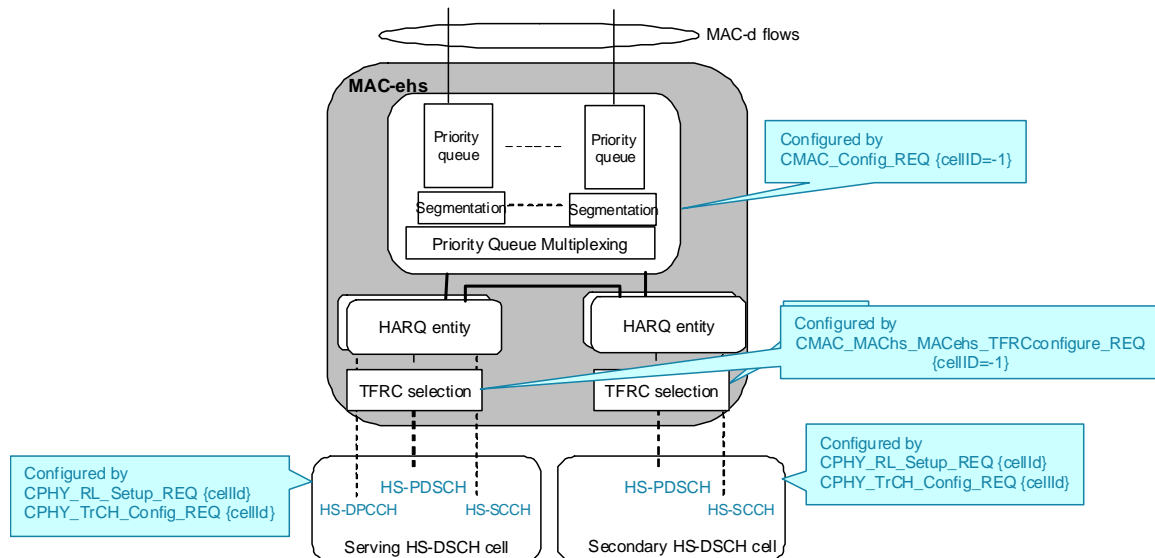 MAC-d flows
MAC-ehs
Priority
queue
Priority
queue
Configured by
CMAC_Config_REQ {cellID=-1}
Segmentation
Segmentation
Priority Queue Multiplexing
HARQ entity
HARQ entity
Configured by
CMAC_MAChs_MACehs_TFRCconfigure_REQ
{cellID=-1}
TFRC selection
TFRC selection
Configured by
CPHY_RL_Setup_REQ {cellId}
CPHY_TrCH_Config_REQ {cellId}
Configured by
CPHY_RL_Setup_REQ {cellId}
CPHY_TrCH_Config_REQ {cellId}
HS-PDSCH
HS-DPCCH
HS-SCCH
Serving HS-DSCH cell
HS-PDSCH
HS-SCCH
Secondary HS-DSCH cell